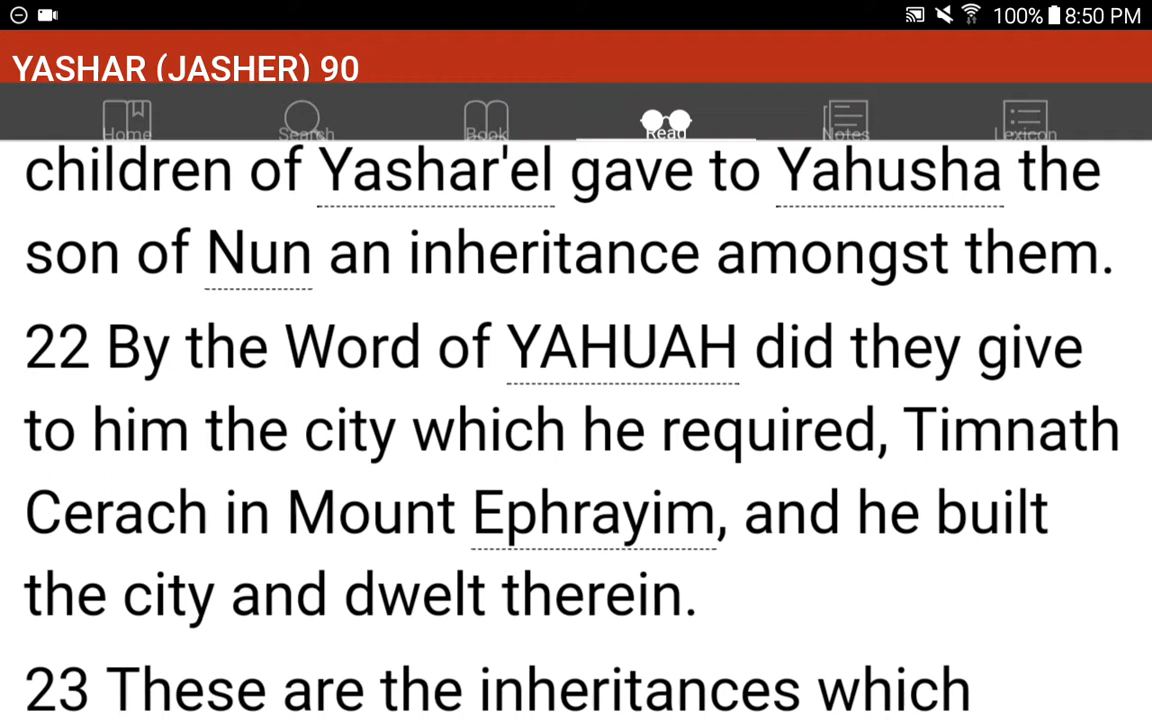 100% 8:50 PM
YASHAR (JASHER) 90
Home Search Book Read Notes Lexicon
children of Yashar'el gave to Yahusha the
son of Nun an inheritance amongst them.
22 By the Word of YAHUAH did they give
to him the city which he required, Timnath
Cerach in Mount Ephrayim, and he built
the city and dwelt therein.
23 These are the inheritances which